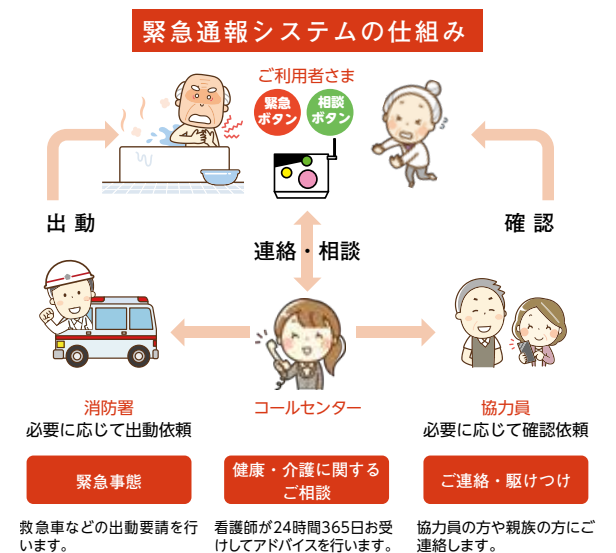 緊急通報システムの仕組み
ご利用者さま
緊急
ボタン
相談
ボタン
出動
連絡・相談
確認
消防署
必要に応じて出動依頼
コールセンター
協力員
必要に応じて確認依頼
緊急事態
健康・介護に関する
ご相談
ご連絡・駆けつけ
救急車などの出動要請を行
います。
看護師が24時間365日お受
けしてアドバイスを行います。
協力員の方や親族の方にご
連絡します。